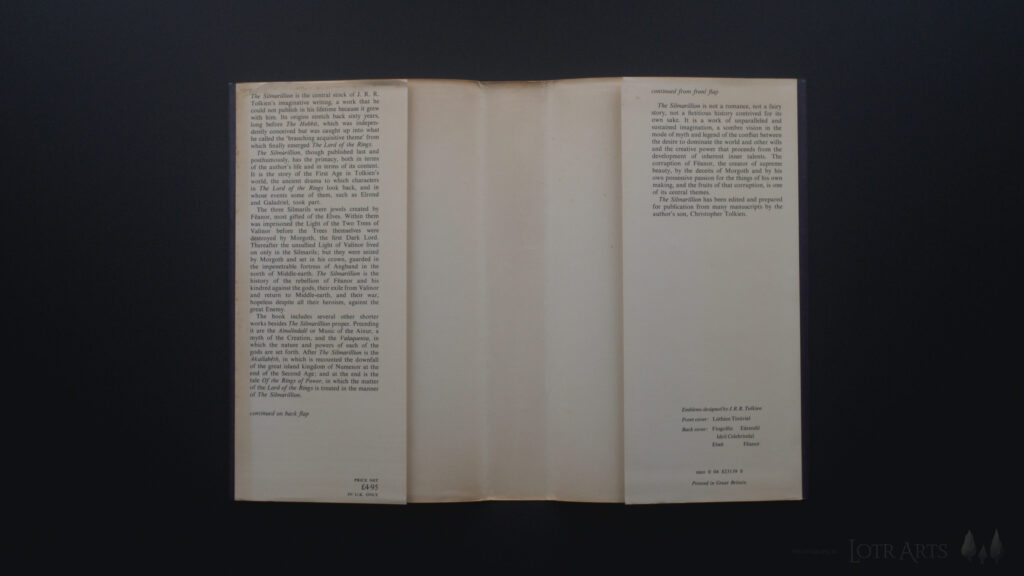 The Silmarillion is the central stock of J. R. R.
Tolkien's imaginative writing, a work that he
could not publish in his lifetime because it grew
with him. Its origins stretch back sixty years,
long before The Hobbit, which was indepen-
dently conceived but was caught up into what
he called the 'branching acquisitive theme' from
which finally emerged The Lord of the Rings.
The Silmarillion, though published last and
posthumously, has the primacy, both in terms
of the author's life and in terms of its content.
It is the story of the First Age in Tolkien's
world, the ancient drama to which characters
in The Lord of the Rings look back, and in
whose events some of them, such as Elrond
and Galadriel, took part.
The three Silmarils were jewels created by
Fëanor, most gifted of the Elves. Within them
was imprisoned the Light of the Two Trees of
Valinor before the Trees themselves were
destroyed by Morgoth, the first Dark Lord.
Thereafter the unsullied Light of Valinor lived
on only in the Silmarils; but they were seized
by Morgoth and set in his crown, guarded in
the impenetrable fortress of Angband in the
north of Middle-earth. The Silmarillion is the
history of the rebellion of Fëanor and his
kindred against the gods, their exile from Valinor
and return to Middle-earth, and their war,
hopeless despite all their heroism, against the
great Enemy.
The book includes several other shorter
works besides The Silmarillion proper. Preceding
it are the Ainulindalë or Music of the Ainur, a
myth of the Creation, and the Valaquenta, in
which the nature and powers of each of the
gods are set forth. After The Silmarillion is the
Akallabêth, in which is recounted the downfall
of the great island kingdom of Númenor at the
end of the Second Age; and at the end is the
tale Of the Rings of Power, in which the matter
of the Lord of the Rings is treated in the manner
of The Silmarillion.
continued on back flap
PRICE NET
£4·95
IN U.K. ONLY
continued from front flap
The Silmarillion is not a romance, not a fairy
story, not a fictitious history contrived for its
own sake. It is a work of unparalleled and
sustained imagination, a sombre vision in the
mode of myth and legend of the conflict between
the desire to dominate the world and other wills
and the creative power that proceeds from the
development of inherent inner talents. The
corruption of Fëanor, the creator of supreme
beauty, by the deceits of Morgoth and by his
own possessive passion for the things of his own
making, and the fruits of that corruption, is one
of its central themes.
The Silmarillion has been edited and prepared
for publication from many manuscripts by the
author's son, Christopher Tolkien.
Emblems designed by J. R. R. Tolkien
Front cover: Lúthien Tinúviel
Back cover: Fingolfin Eärendil
Idril Celebrindal
Elwë Fëanor
ISBN 0 04 823139 8
Printed in Great Britain
LOTR ARTS